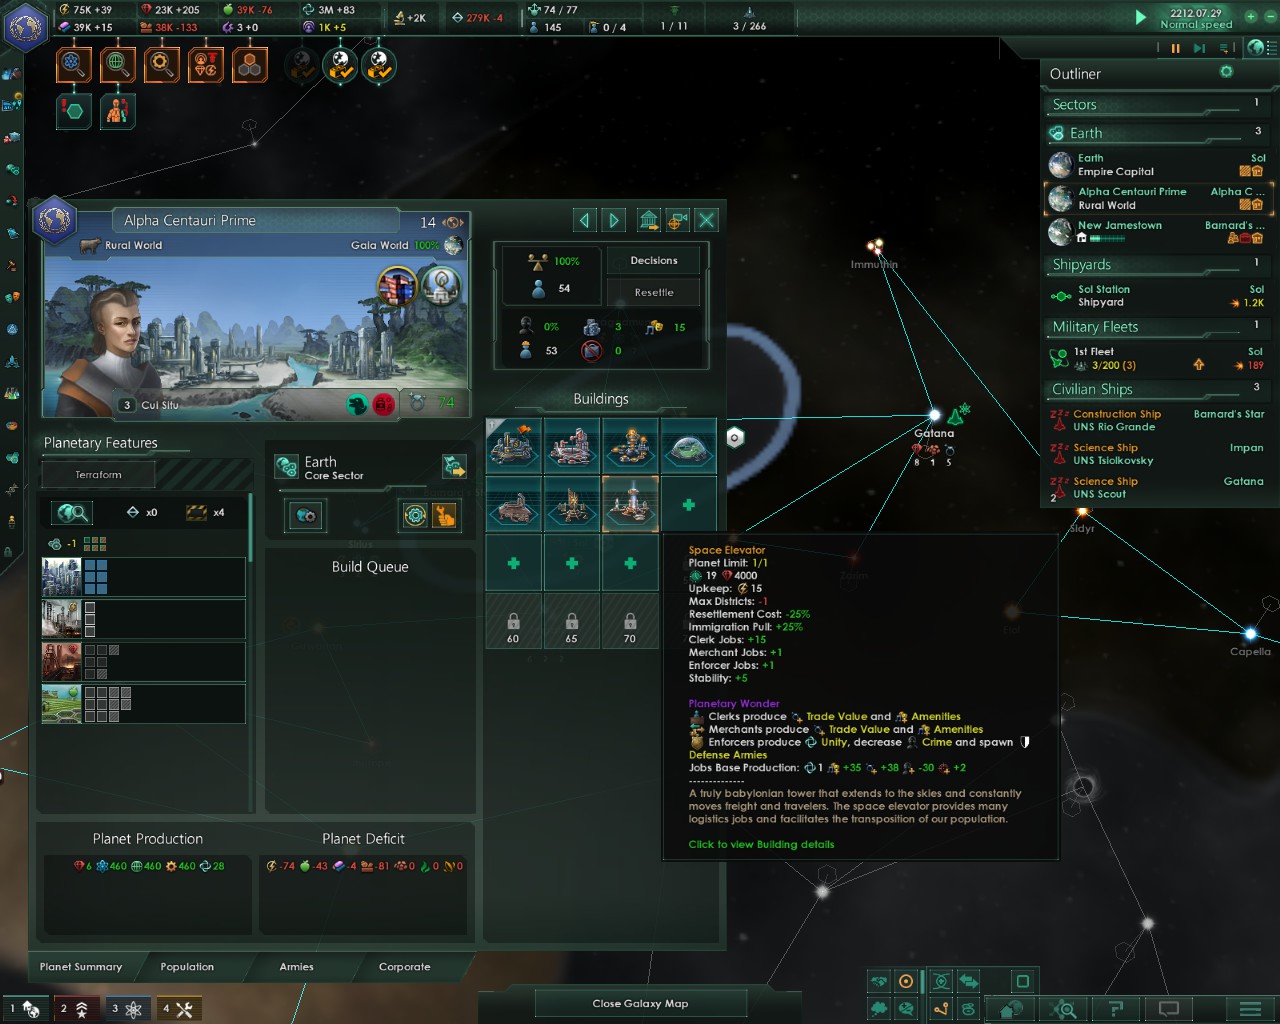 75K +39
23K +205
39K -76
3M +83
+2K
279K -4
74 / 77
1 / 11
3 / 266
39K +15
38K -133
3 +0
1K +5
145
0 / 4
2212.07.29
Normal speed
Outliner
Sectors 1
Earth 3
Earth Sol
Empire Capital
Alpha Centauri Prime Alpha C ...
Rural World
New Jamestown Barnard's ...
Shipyards 1
Sol Station Sol
Shipyard 1.2K
Military Fleets 1
1st Fleet Sol
3/200 (3) 189
Civilian Ships 3
Construction Ship Barnard's Star
UNS Rio Grande
Science Ship Impan
UNS Tsiolkovsky
Science Ship Gatana
2 UNS Scout
Immuthin
Gatana
8 1 5
Sidyr
Capella
Alpha Centauri Prime 14
Rural World Gaia World 100%
3 Cui Situ 74
100%
54
Decisions
Resettle
0% 3 15
53 0
Buildings
60 65 70
Planetary Features
Terraform
x0 x4
-1
Earth
Core Sector
Build Queue
Space Elevator
Planet Limit: 1/1
19 4000
Upkeep: 15
Max Districts: -1
Resettlement Cost: -25%
Immigration Pull: +25%
Clerk Jobs: +15
Merchant Jobs: +1
Enforcer Jobs: +1
Stability: +5
Planetary Wonder
Clerks produce Trade Value and Amenities
Merchants produce Trade Value and Amenities
Enforcers produce Unity, decrease Crime and spawn
Defense Armies
Jobs Base Production: 1 +35 +38 -30 +2
--------------
A truly babylonian tower that extends to the skies and constantly
moves freight and travelers. The space elevator provides many
logistics jobs and facilitates the transposition of our population.
Click to view Building details
Planet Production
6 460 460 460 28
Planet Deficit
-74 -43 -4 -81 0 0 0
Planet Summary
Population
Armies
Corporate
1 2 3 4
Close Galaxy Map